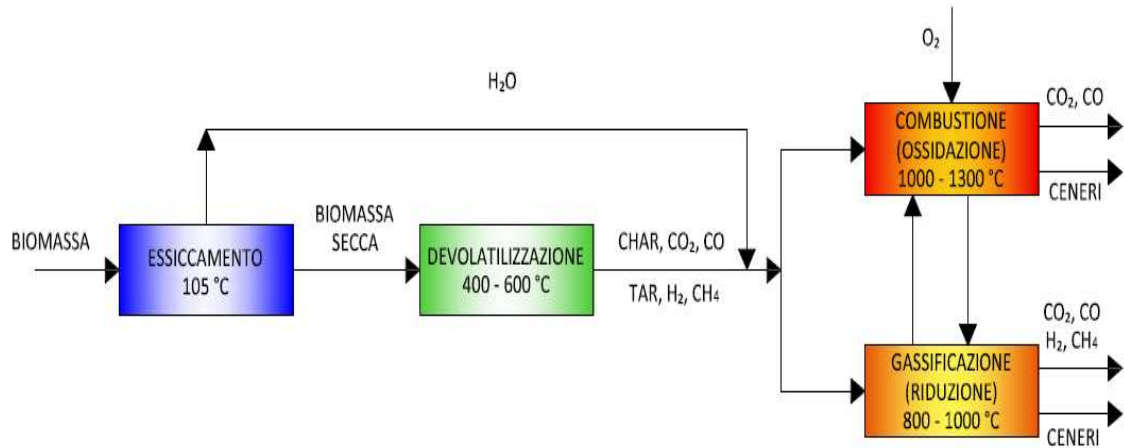 O₂
H₂O
CO₂, CO
COMBUSTIONE
(OSSIDAZIONE)
1000 - 1300 °C
CENERI
BIOMASSA
ESSICCAMENTO
105 °C
BIOMASSA
SECCA
DEVOLATILIZZAZIONE
400 - 600 °C
CHAR, CO₂, CO
TAR, H₂, CH₄
CO₂, CO
H₂, CH₄
GASSIFICAZIONE
(RIDUZIONE)
800 - 1000 °C
CENERI